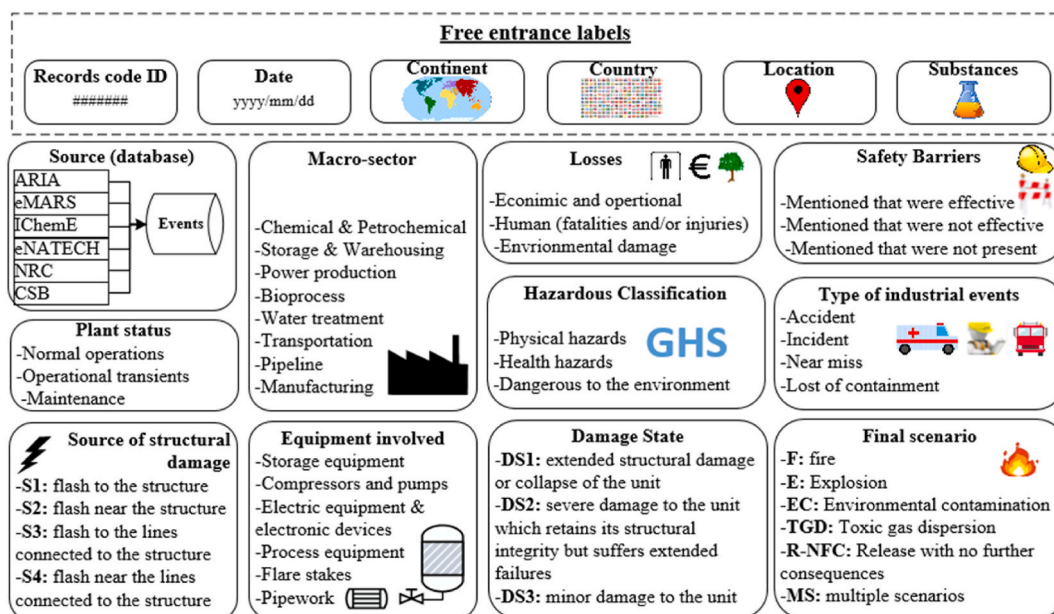 Free entrance labels
Records code ID
#######
Date
yyyy/mm/dd
Continent
Country
Location
Substances
Source (database)
ARIA
eMARS
IChemE
eNATECH
NRC
CSB
Events
Macro-sector
-Chemical & Petrochemical
-Storage & Warehousing
-Power production
-Bioprocess
-Water treatment
-Transportation
-Pipeline
-Manufacturing
Losses
€
-Econimic and opertional
-Human (fatalities and/or injuries)
-Envrionmental damage
Safety Barriers
-Mentioned that were effective
-Mentioned that were not effective
-Mentioned that were not present
Plant status
-Normal operations
-Operational transients
-Maintenance
Hazardous Classification
-Physical hazards
-Health hazards
-Dangerous to the environment
GHS
Type of industrial events
-Accident
-Incident
-Near miss
-Lost of containment
Source of structural
damage
-S1: flash to the structure
-S2: flash near the structure
-S3: flash to the lines
connected to the structure
-S4: flash near the lines
connected to the structure
Equipment involved
-Storage equipment
-Compressors and pumps
-Electric equipment &
electronic devices
-Process equipment
-Flare stakes
-Pipework
Damage State
-DS1: extended structural damage
or collapse of the unit
-DS2: severe damage to the unit
which retains its structural
integrity but suffers extended
failures
-DS3: minor damage to the unit
Final scenario
-F: fire
-E: Explosion
-EC: Environmental contamination
-TGD: Toxic gas dispersion
-R-NFC: Release with no further
consequences
-MS: multiple scenarios